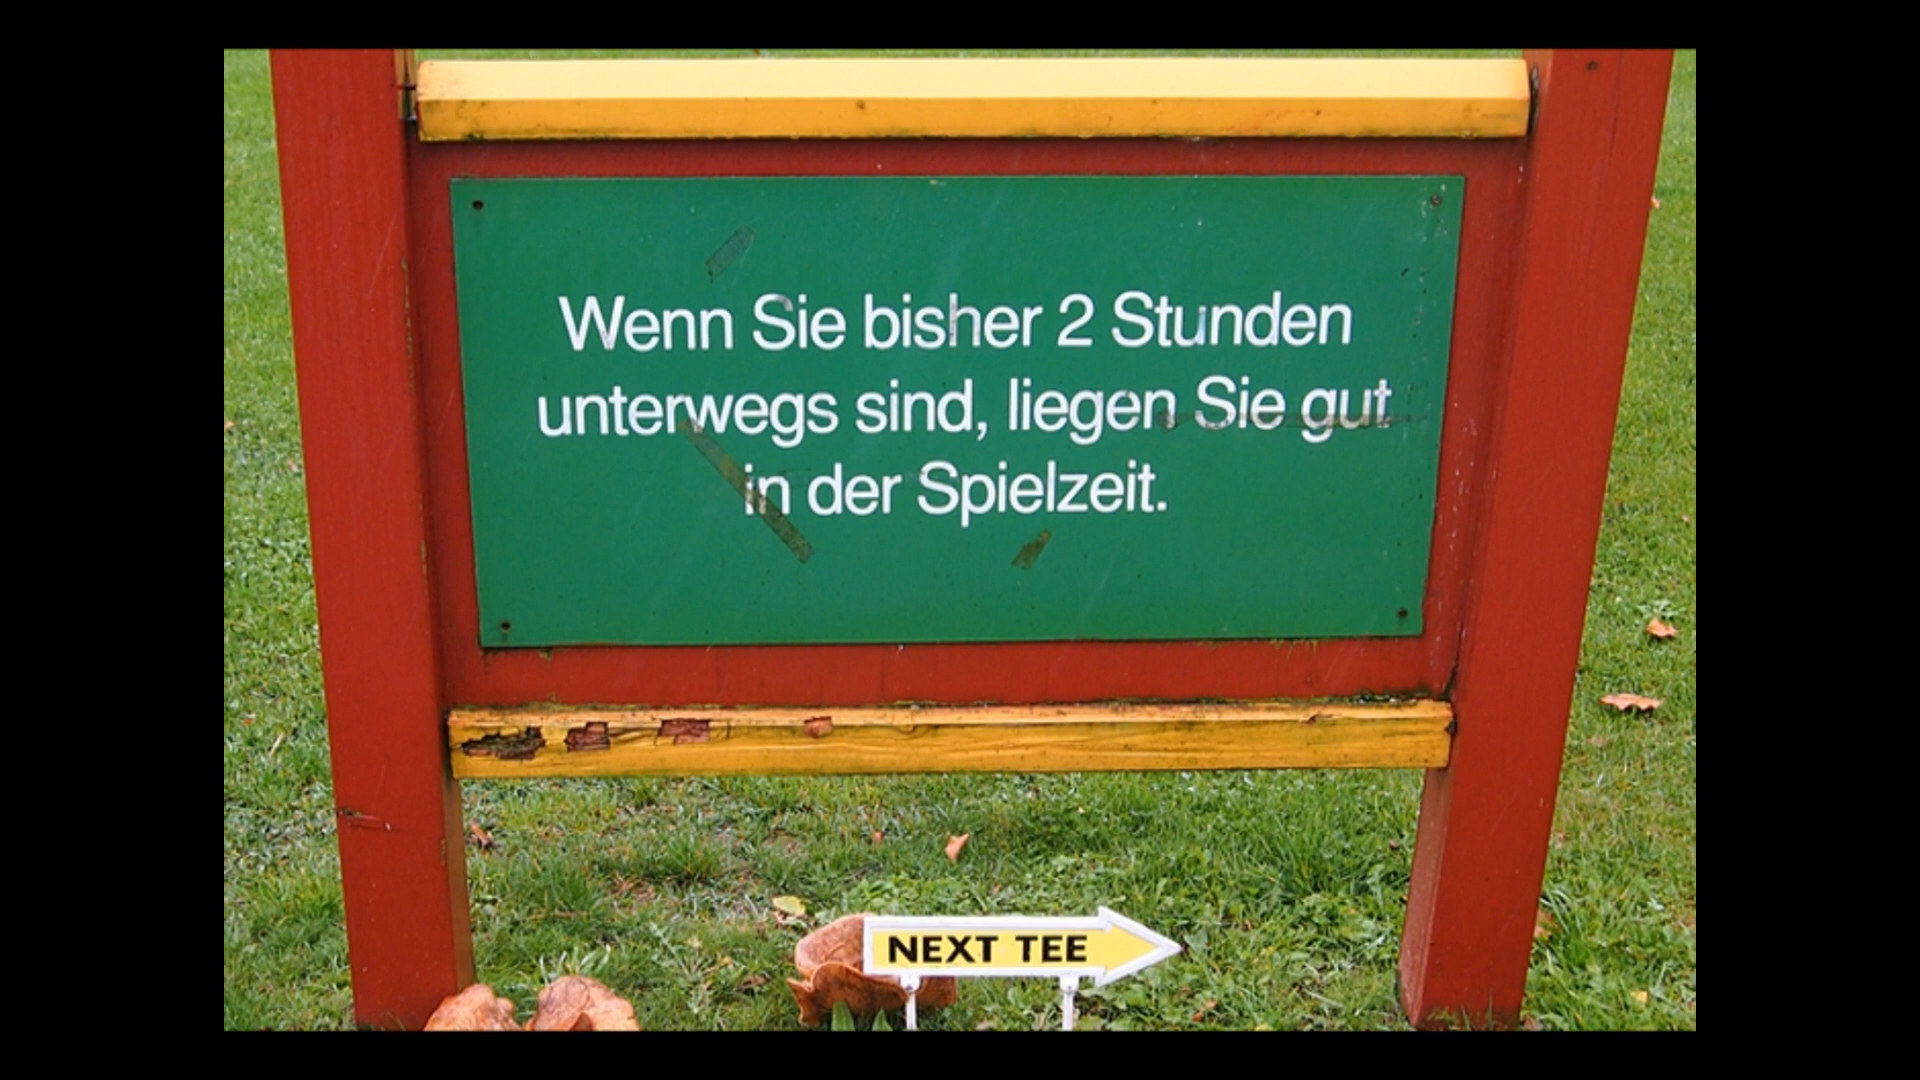 Wenn Sie bisher 2 Stunden
unterwegs sind, liegen Sie gut
in der Spielzeit.
NEXT TEE